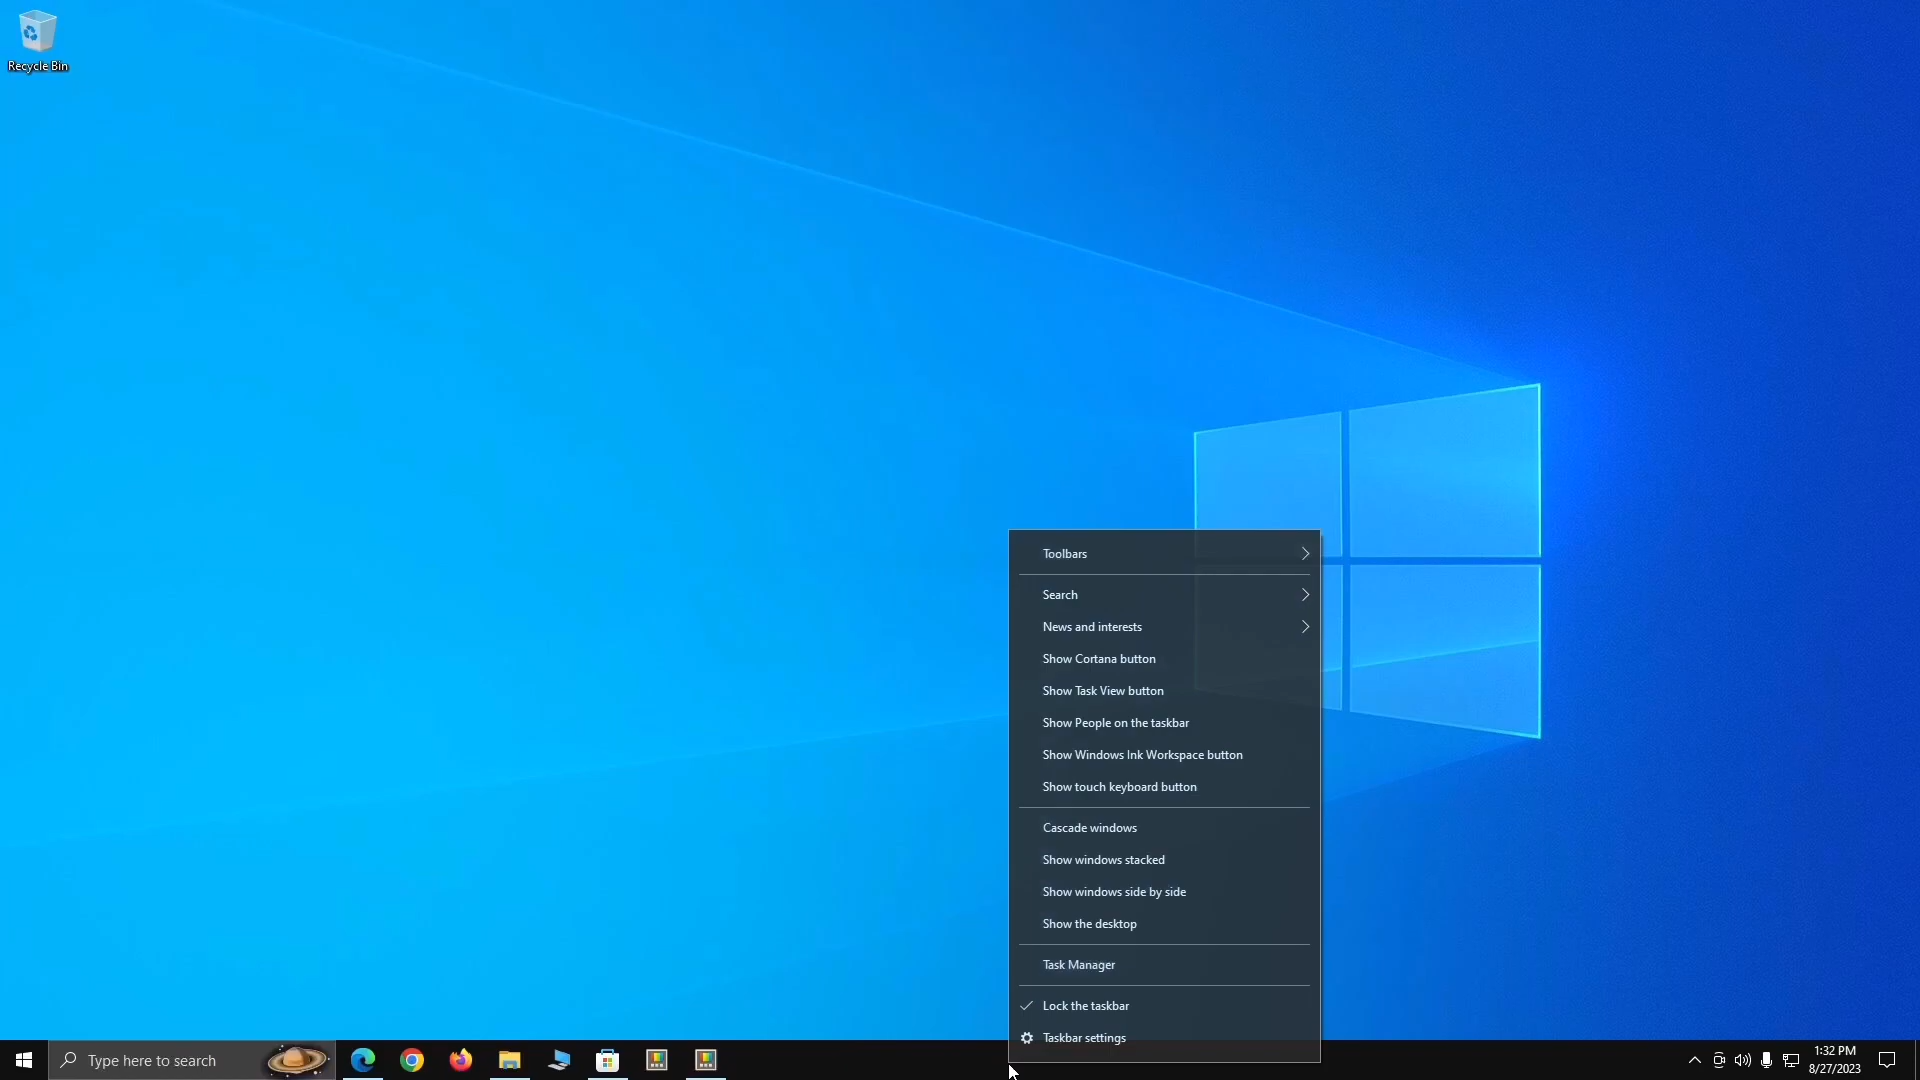 Recycle Bin
Toolbars
Search
News and interests
Show Cortana button
Show Task View button
Show People on the taskbar
Show Windows Ink Workspace button
Show touch keyboard button
Cascade windows
Show windows stacked
Show windows side by side
Show the desktop
Task Manager
Lock the taskbar
Taskbar settings
Type here to search
1:32 PM
8/27/2023